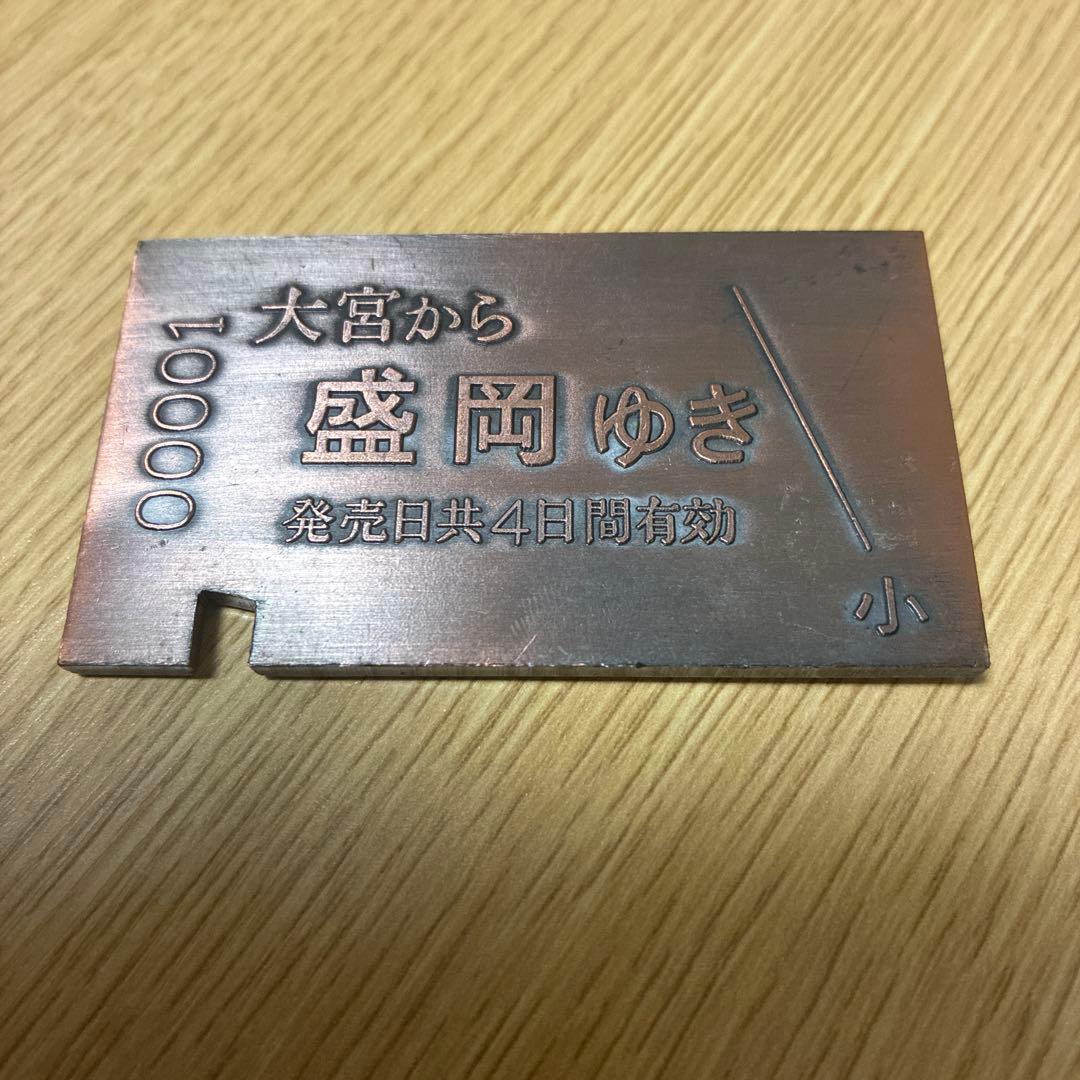 大宮から
盛岡ゆき
発売日共4日間有効
小
00001